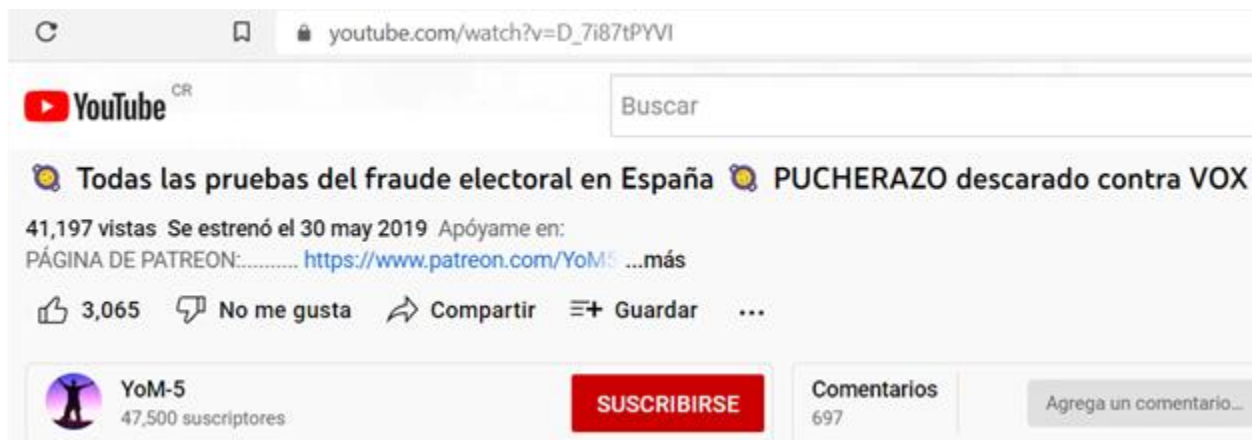 youtube.com/watch?v=D_7i87tPYVI
YouTube CR
Buscar
Todas las pruebas del fraude electoral en España PUCHERAZO descarado contra VOX
41,197 vistas Se estrenó el 30 may 2019 Apóyame en:
PÁGINA DE PATREON:.......... https://www.patreon.com/YoM5 ...más
3,065 No me gusta Compartir Guardar ...
YoM-5
47,500 suscriptores
SUSCRIBIRSE
Comentarios
697
Agrega un comentario...